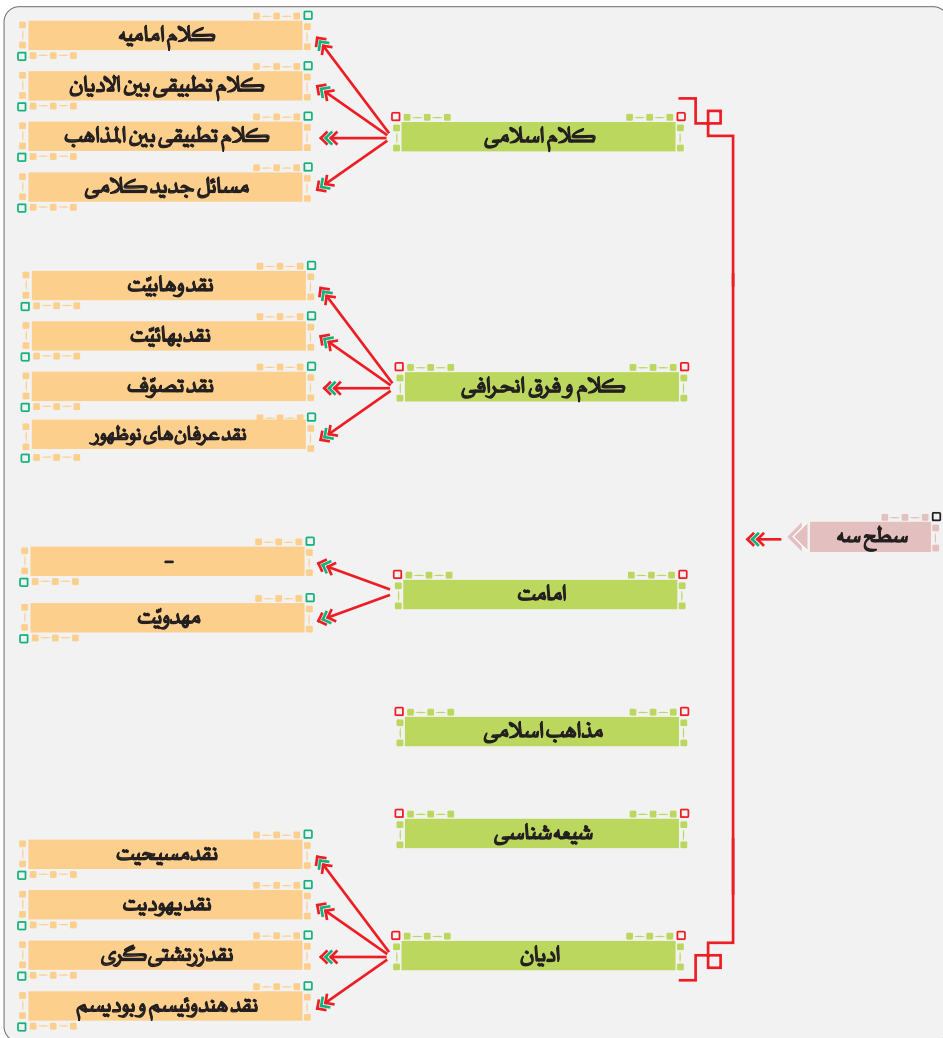 سطح سه
کلام اسلامی
کلام امامیه
کلام تطبیقی بین الادیان
کلام تطبیقی بین المذاهب
مسائل جدید کلامی
کلام و فرق انحرافی
نقد وهابیّت
نقد بهائیّت
نقد تصوّف
نقد عرفان‌های نوظهور
امامت
-
مهدویّت
مذاهب اسلامی
شیعه شناسی
ادیان
نقد مسیحیت
نقد یهودیت
نقد زرتشتی گری
نقد هندوئیسم و بودیسم